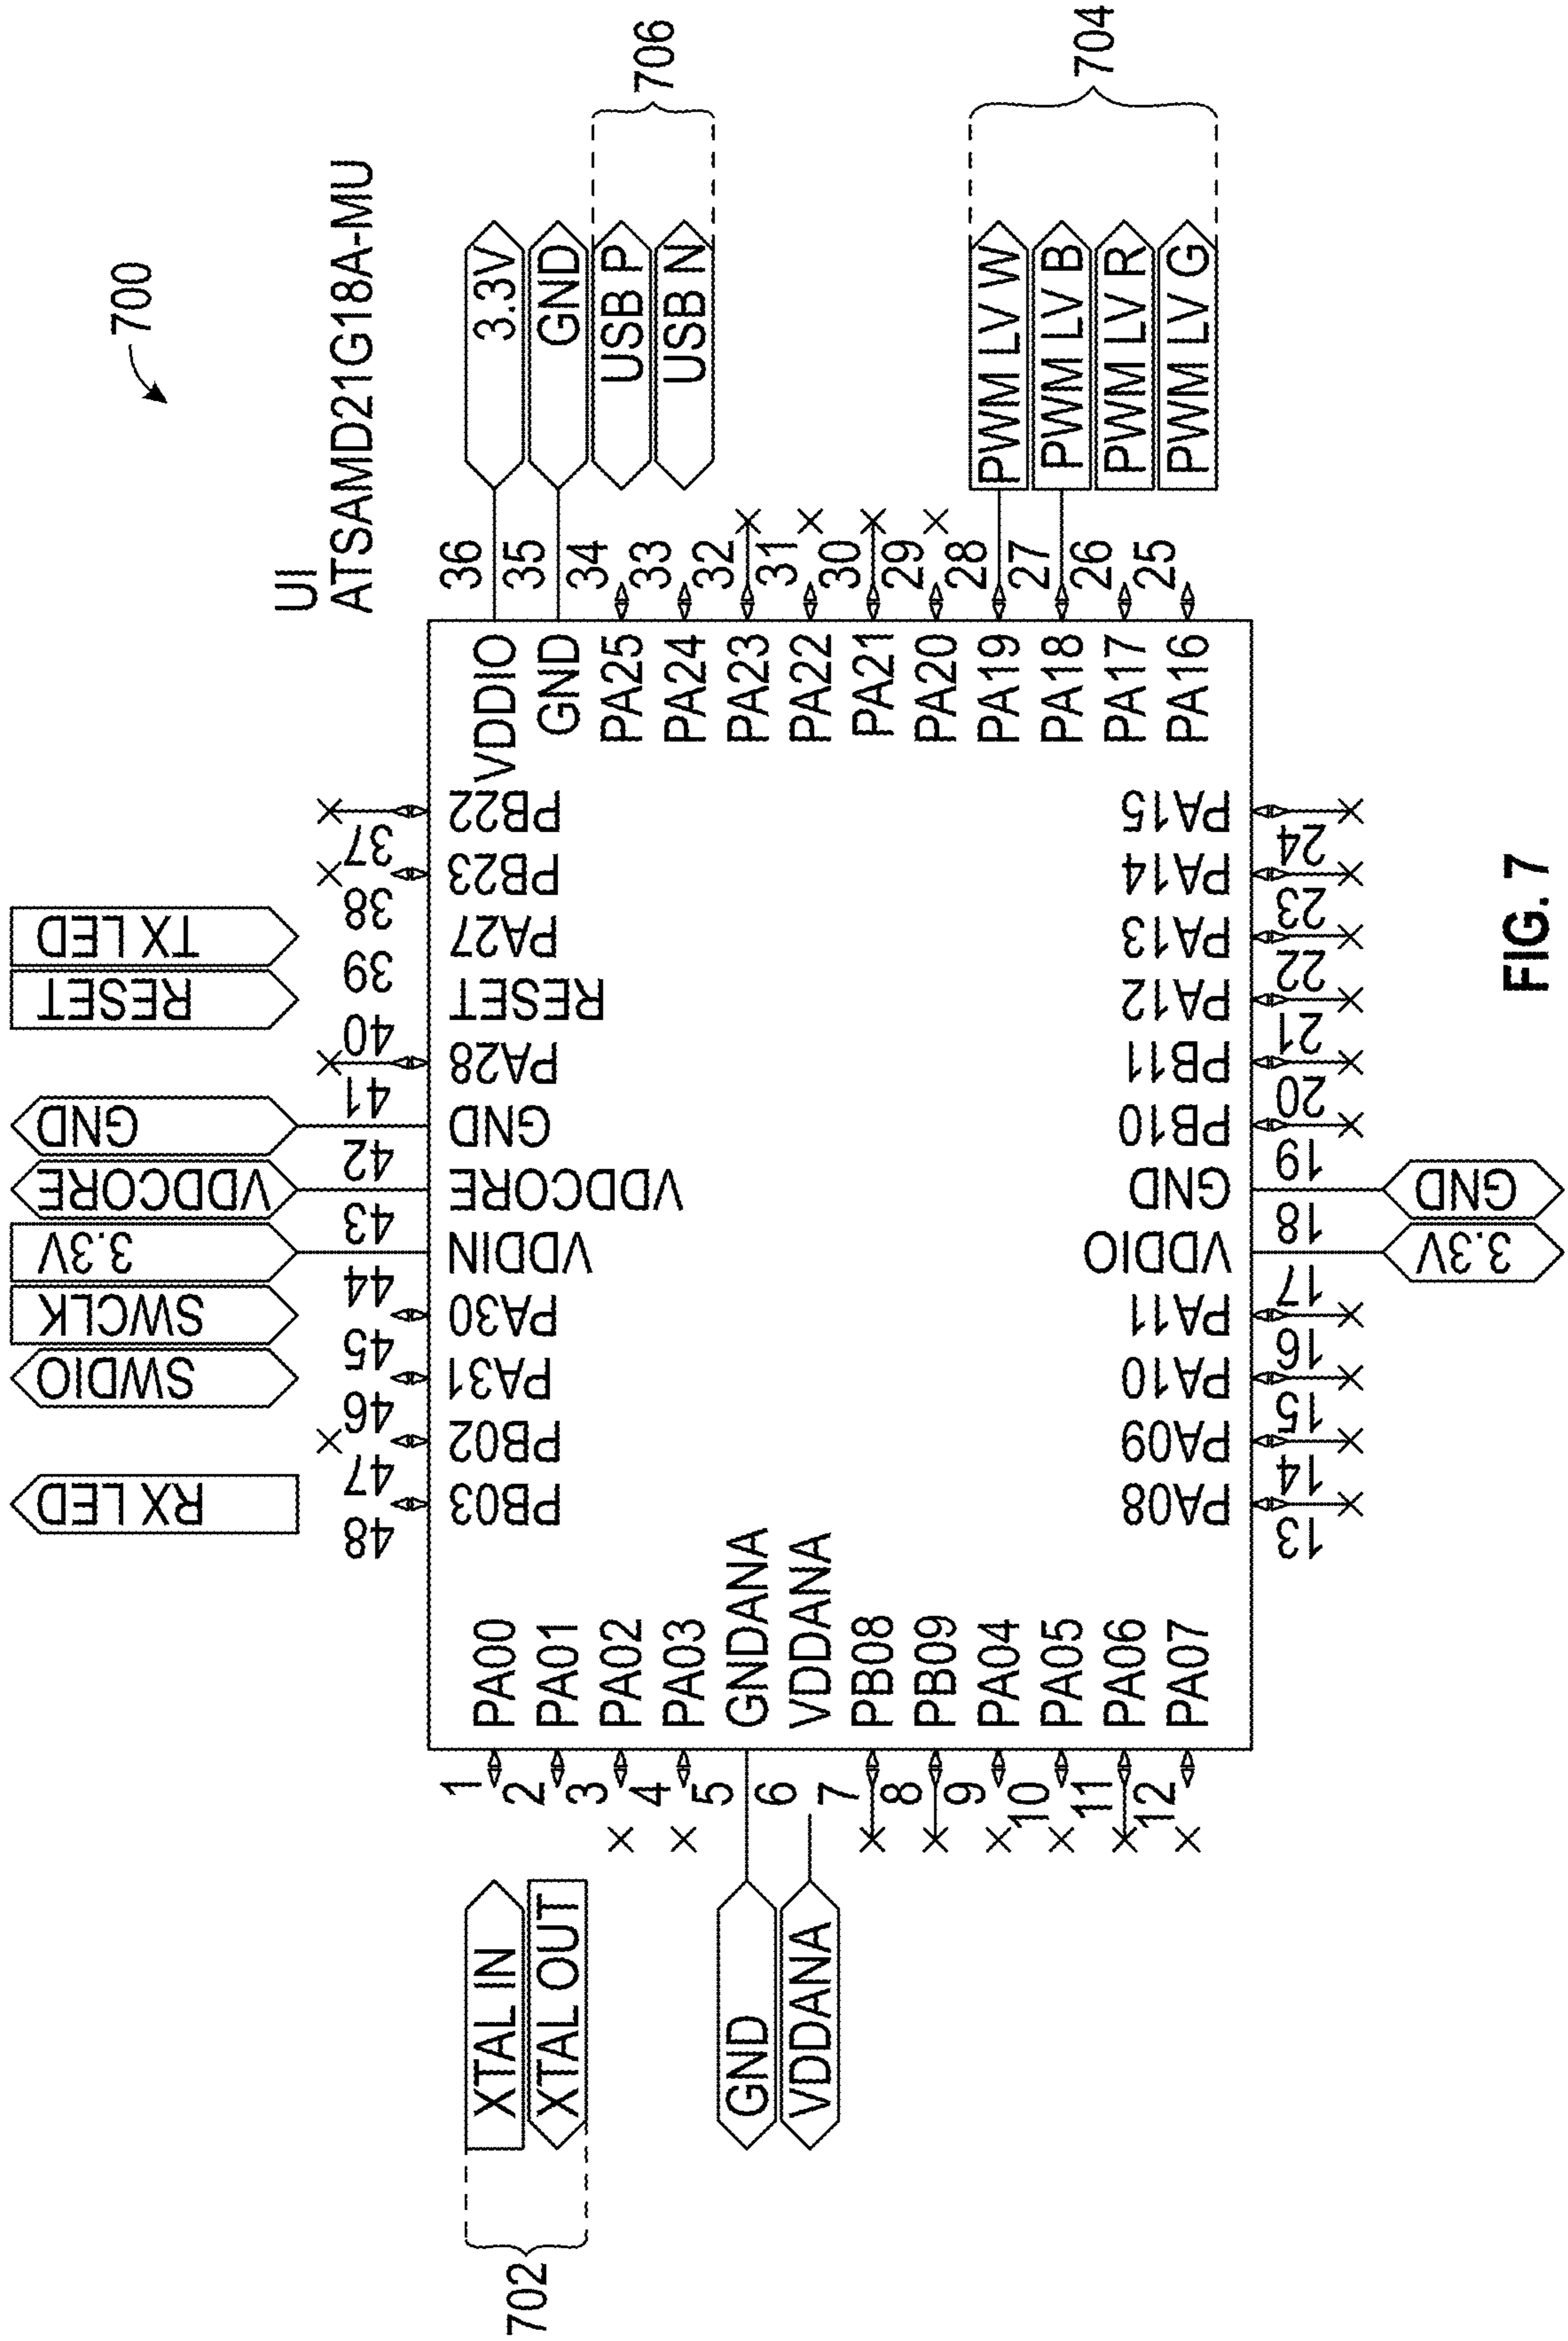 700
UI
ATSAMD21G18A-MU
702
XTAL IN
XTAL OUT
GND
VDDANA
1 PA00
2 PA01
3 PA02
4 PA03
5 GNDANA
6 VDDANA
7 PB08
8 PB09
9 PA04
10 PA05
11 PA06
12 PA07
RX LED
SWDIO
SWCLK
3.3V
VDDCORE
GND
RESET
TX LED
48 PB03
47 PB02
46 PA31
45 PA30
44 VDDIN
43 VDDCORE
42 GND
41 PA28
40 RESET
39 PA27
38 PB23
37 PB22
VDDIO 36
GND 35
PA25 34
PA24 33
PA23 32
PA22 31
PA21 30
PA20 29
PA19 28
PA18 27
PA17 26
PA16 25
3.3V
GND
USB P
USB N
706
PWM LV W
PWM LV B
PWM LV R
PWM LV G
704
PA08 13
PA09 14
PA10 15
PA11 16
VDDIO 17
GND 18
PB10 19
PB11 20
PA12 21
PA13 22
PA14 23
PA15 24
3.3V
GND
FIG. 7